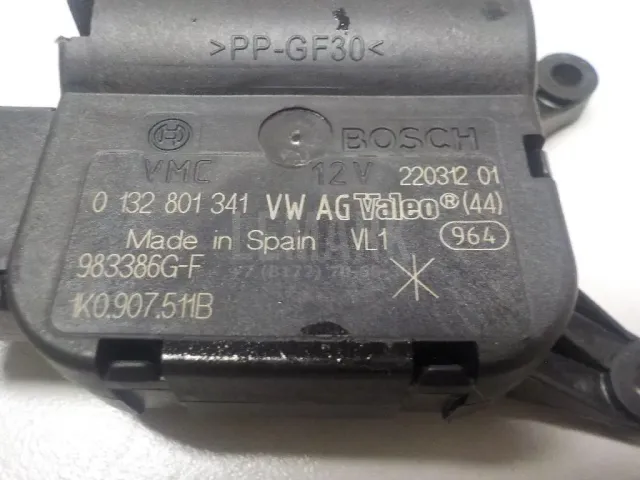 >PP-GF30<
BOSCH
VMC 12V 220312 01
0 132 801 341 VW AG Valeo® (44)
Made in Spain VL1 964
983386G-F
1K0.907.511B